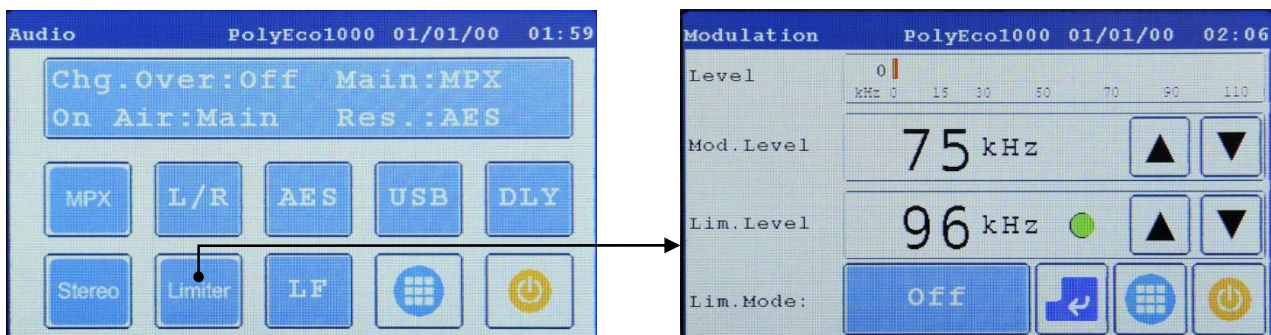 Audio PolyEco1000 01/01/00 01:59
Chg.Over:Off Main:MPX
On Air:Main Res.:AES
MPX L/R AES USB DLY
Stereo Limiter LF
Modulation PolyEco1000 01/01/00 02:06
Level 0
kHz 0 15 30 50 70 90 110
Mod.Level 75 kHz
Lim.Level 96 kHz
Lim.Mode: Off